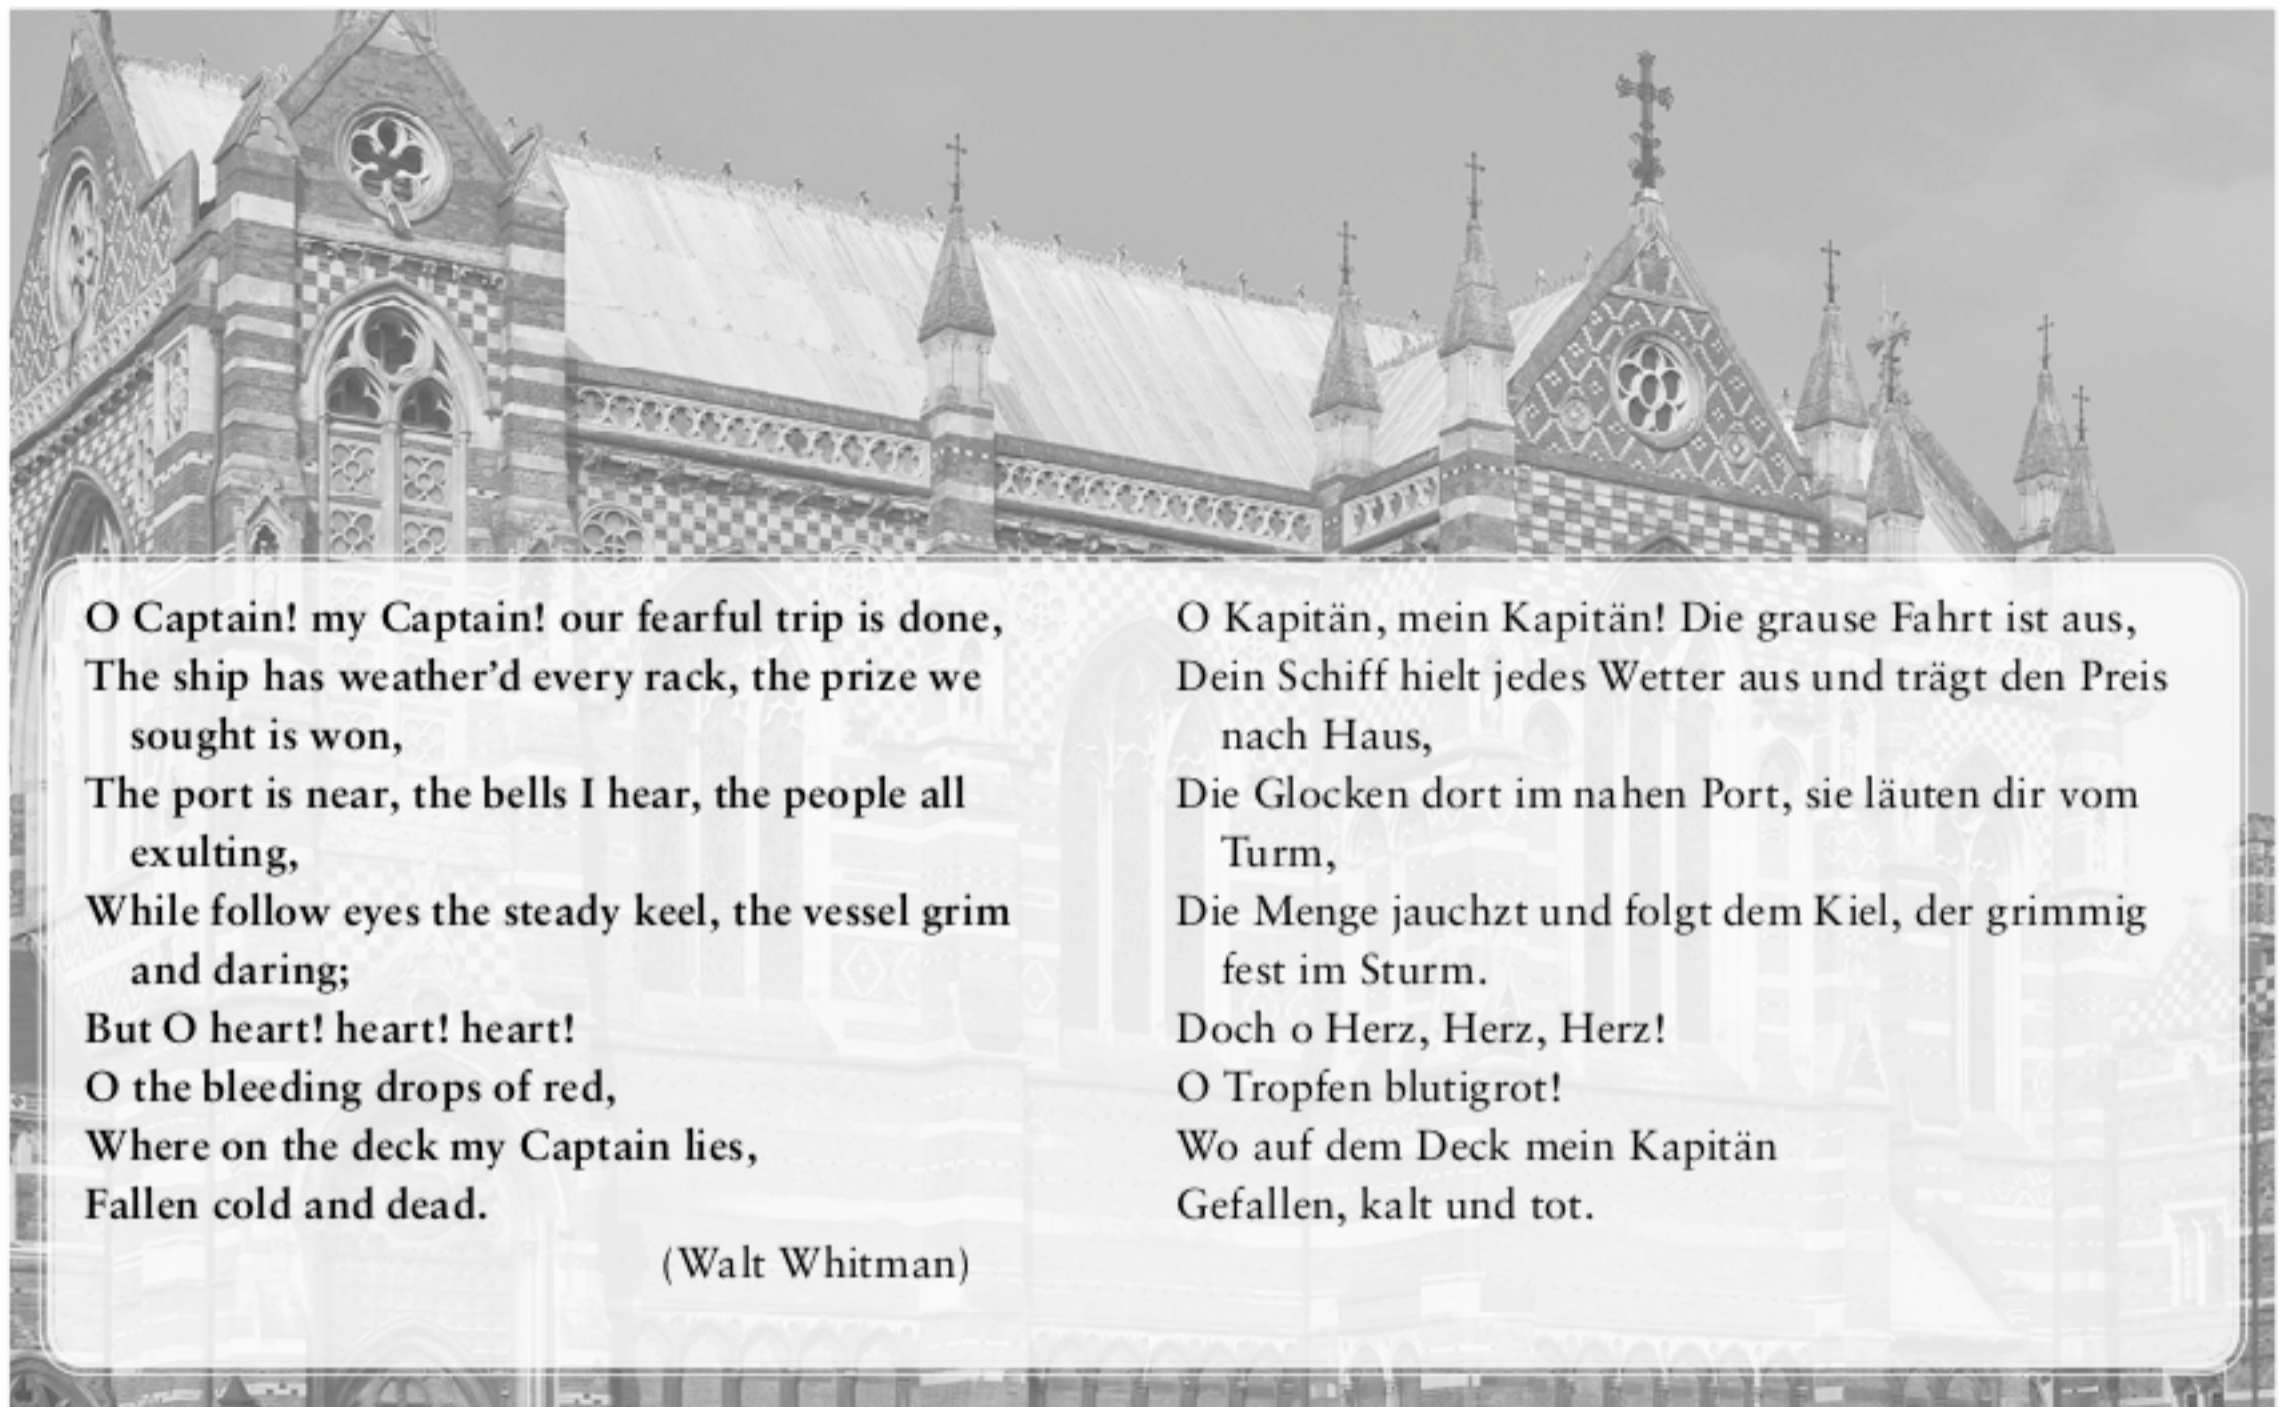 O Captain! my Captain! our fearful trip is done,
The ship has weather’d every rack, the prize we
sought is won,
The port is near, the bells I hear, the people all
exulting,
While follow eyes the steady keel, the vessel grim
and daring;
But O heart! heart! heart!
O the bleeding drops of red,
Where on the deck my Captain lies,
Fallen cold and dead.
(Walt Whitman)
O Kapitän, mein Kapitän! Die grause Fahrt ist aus,
Dein Schiff hielt jedes Wetter aus und trägt den Preis
nach Haus,
Die Glocken dort im nahen Port, sie läuten dir vom
Turm,
Die Menge jauchzt und folgt dem Kiel, der grimmig
fest im Sturm.
Doch o Herz, Herz, Herz!
O Tropfen blutigrot!
Wo auf dem Deck mein Kapitän
Gefallen, kalt und tot.